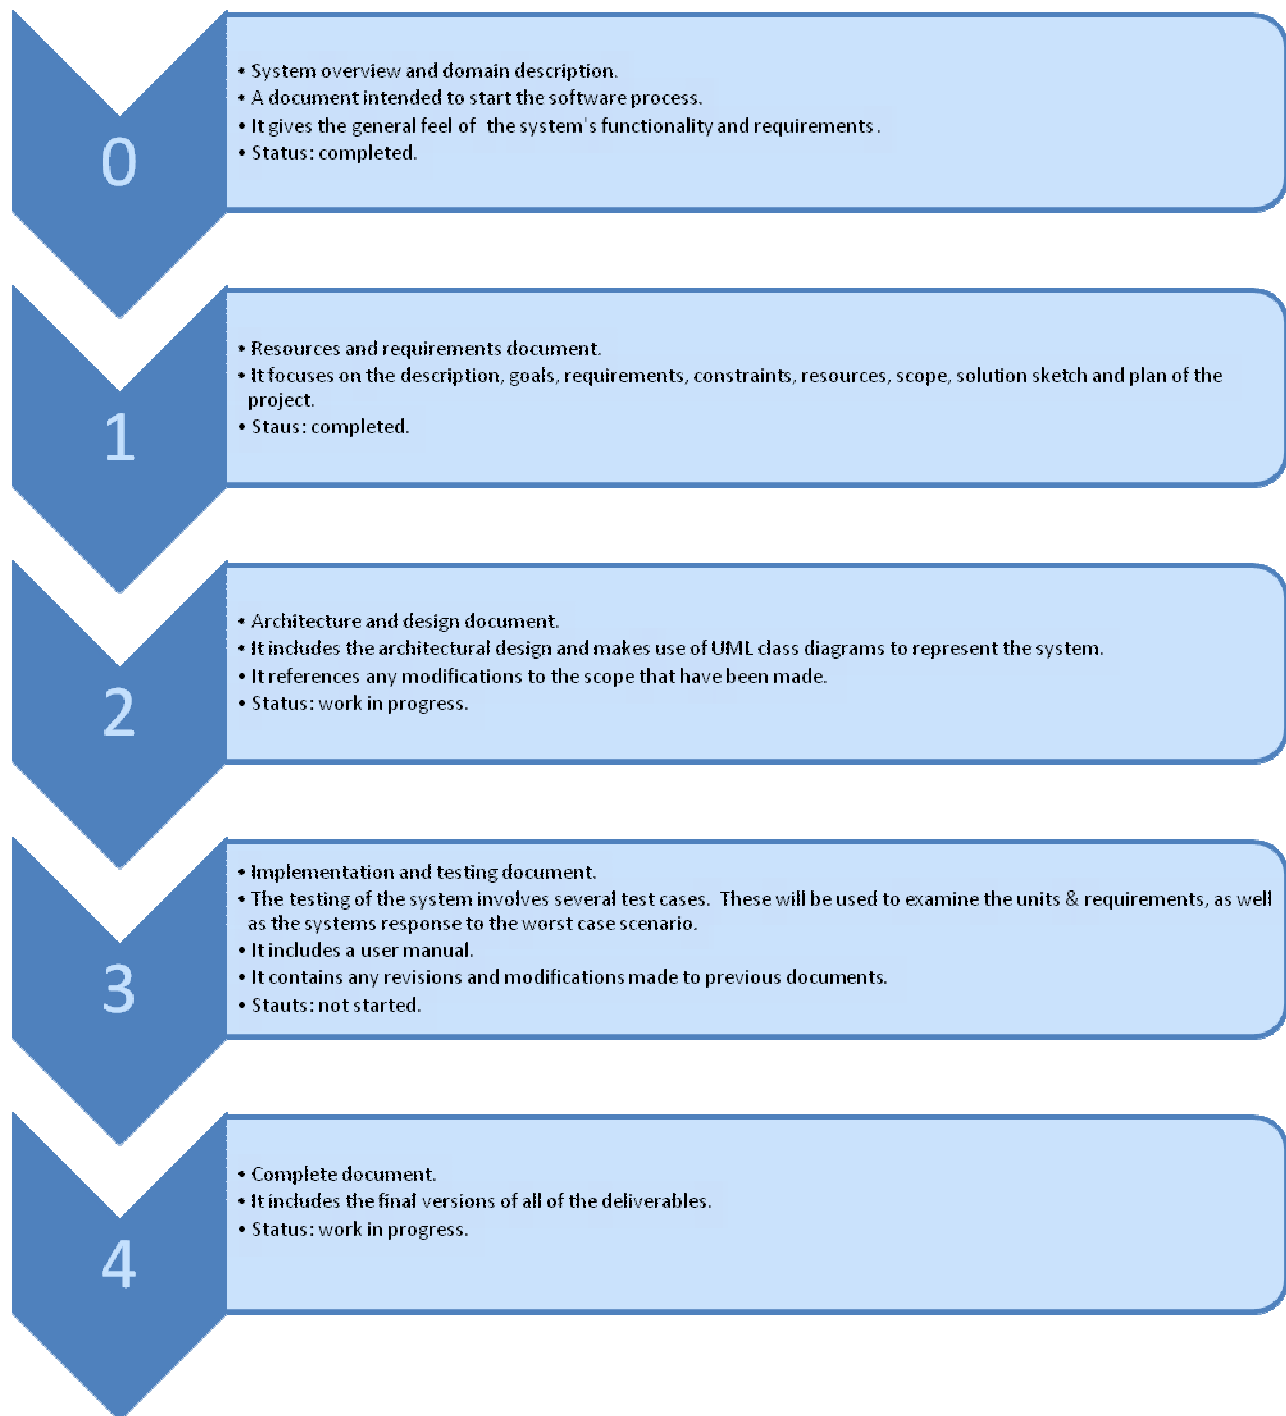 0
• System overview and domain description.
• A document intended to start the software process.
• It gives the general feel of  the system's functionality and requirements.
• Status: completed.
1
• Resources and requirements document.
• It focuses on the description, goals, requirements, constraints, resources, scope, solution sketch and plan of the
project.
• Staus: completed.
2
• Architecture and design document.
• It includes the architectural design and makes use of UML class diagrams to represent the system.
• It references any modifications to the scope that have been made.
• Status: work in progress.
3
• Implementation and testing document.
• The testing of the system involves several test cases.  These will be used to examine the units & requirements, as well
as the systems response to the worst case scenario.
• It includes a user manual.
• It contains any revisions and modifications made to previous documents.
• Stauts: not started.
4
• Complete document.
• It includes the final versions of all of the deliverables.
• Status: work in progress.